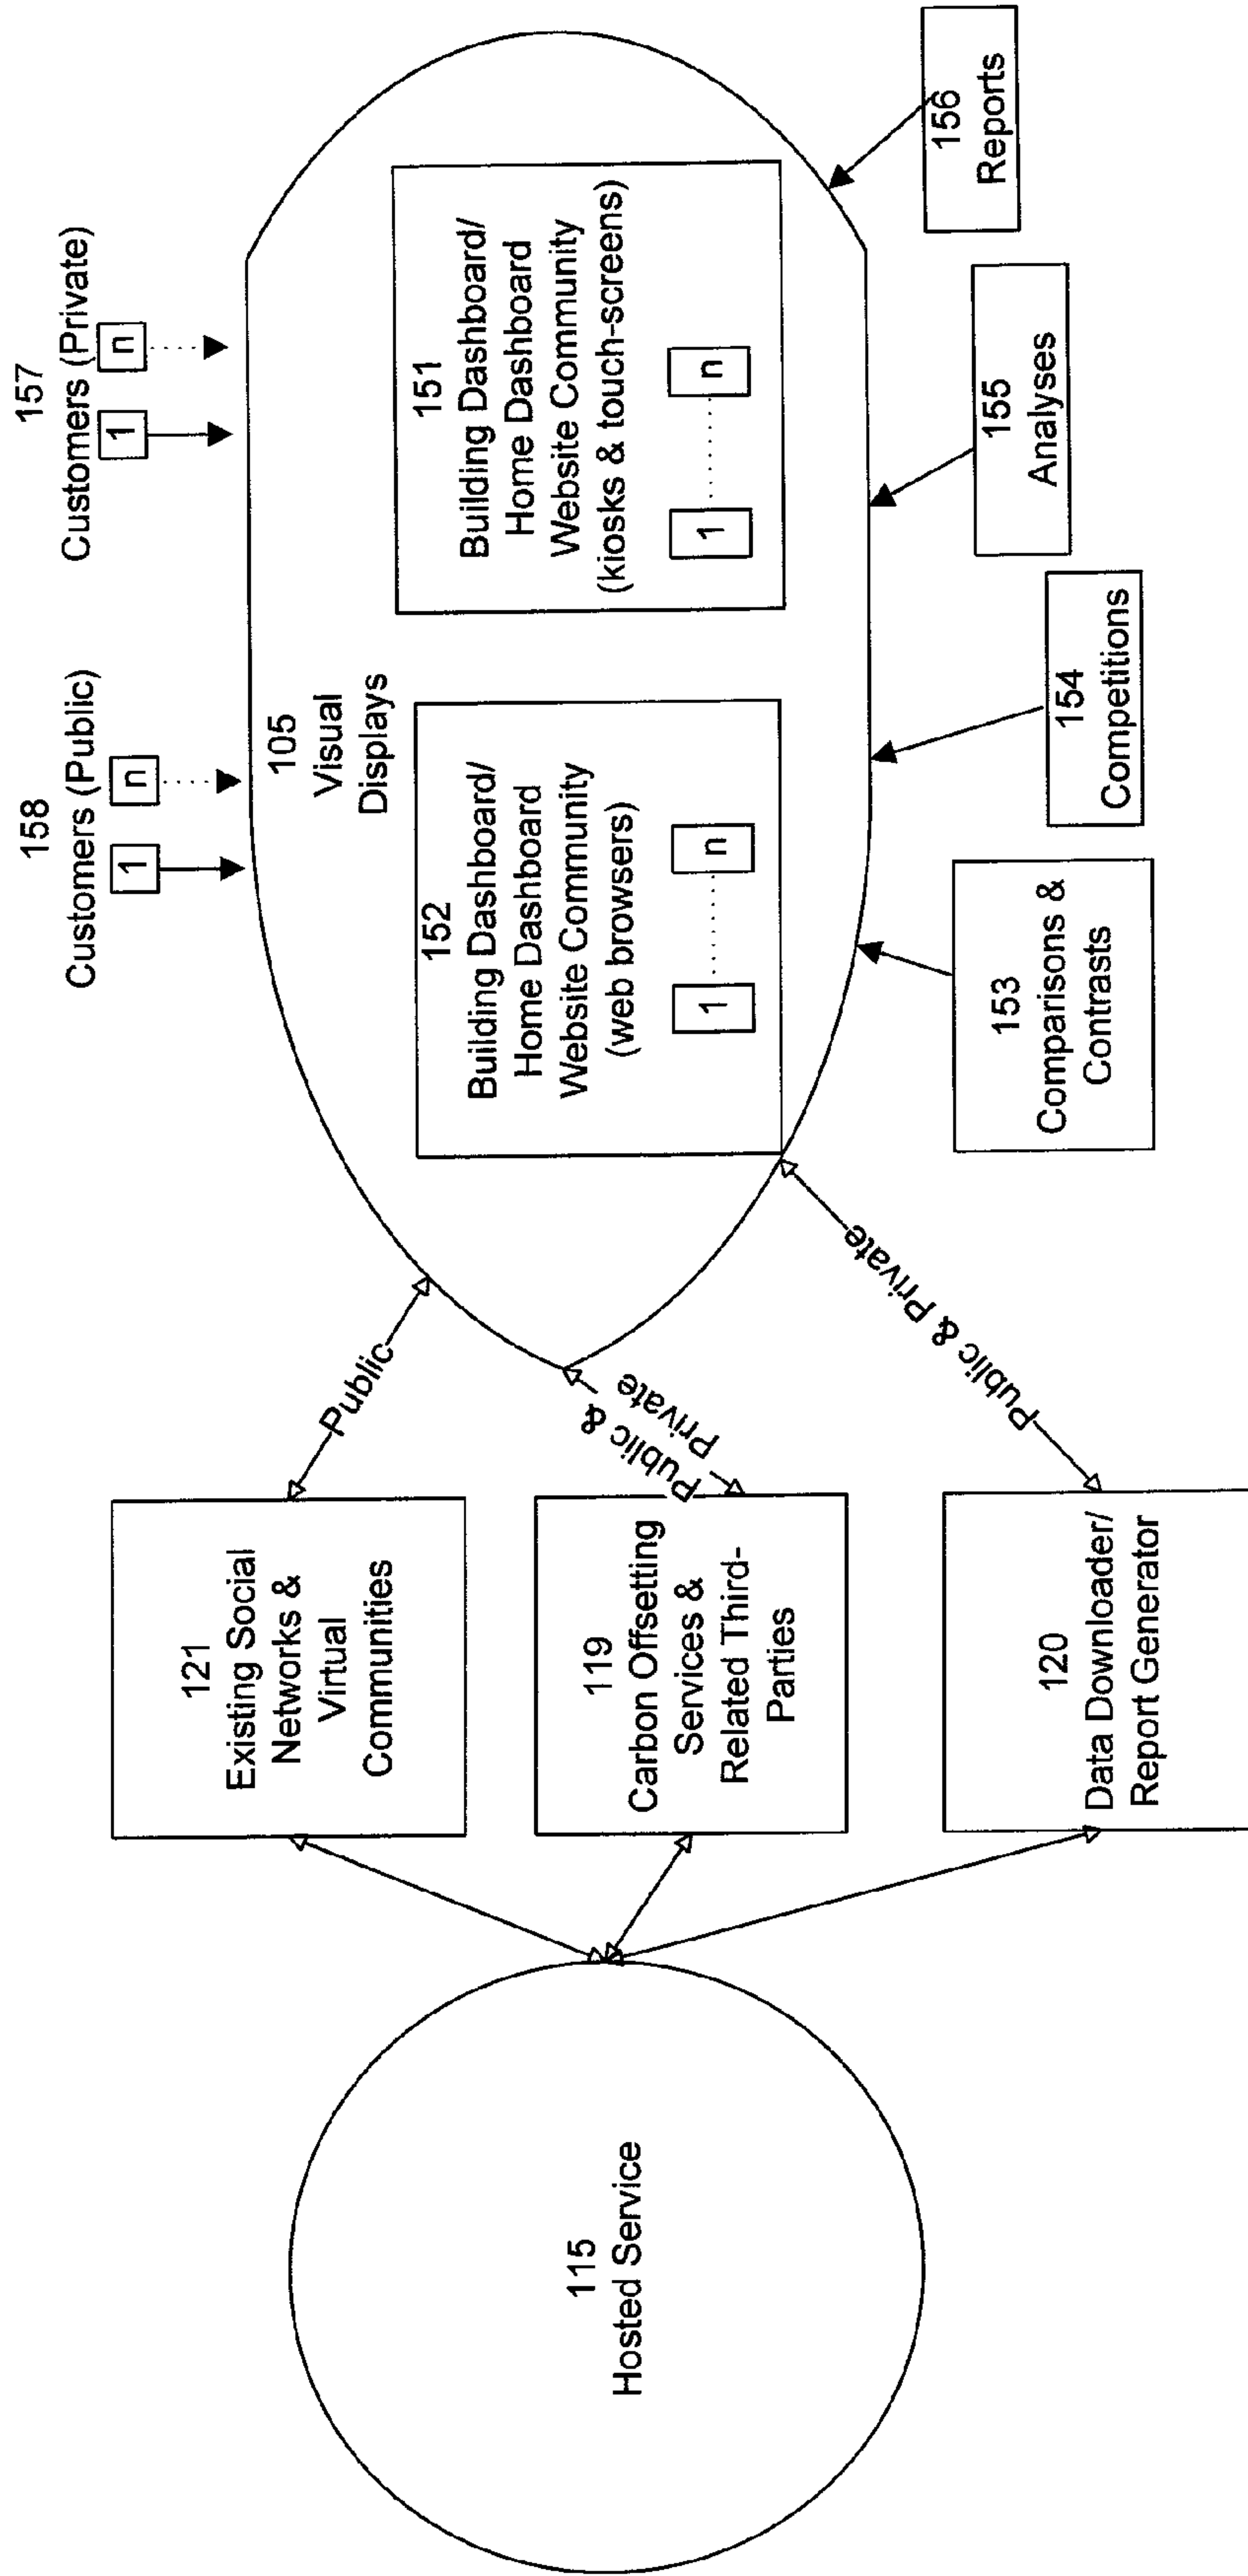 115
Hosted Service
121
Existing Social
Networks &
Virtual
Communities
119
Carbon Offsetting
Services &
Related Third-
Parties
120
Data Downloader/
Report Generator
Public
Public &
Private
Public & Private
158
Customers (Public)
1
n
157
Customers (Private)
1
n
105
Visual
Displays
152
Building Dashboard/
Home Dashboard
Website Community
(web browsers)
1
n
151
Building Dashboard/
Home Dashboard
Website Community
(kiosks & touch-screens)
1
n
153
Comparisons &
Contrasts
154
Competitions
155
Analyses
156
Reports